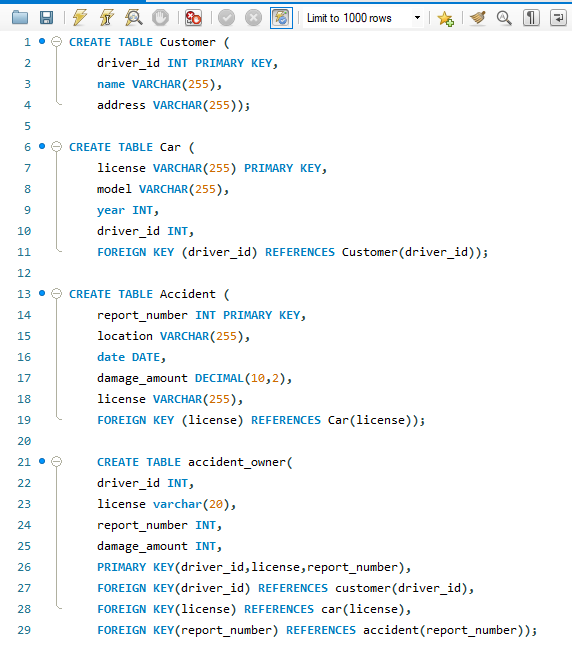 Limit to 1000 rows
1 CREATE TABLE Customer (
2 driver_id INT PRIMARY KEY,
3 name VARCHAR(255),
4 address VARCHAR(255));
5
6 CREATE TABLE Car (
7 license VARCHAR(255) PRIMARY KEY,
8 model VARCHAR(255),
9 year INT,
10 driver_id INT,
11 FOREIGN KEY (driver_id) REFERENCES Customer(driver_id));
12
13 CREATE TABLE Accident (
14 report_number INT PRIMARY KEY,
15 location VARCHAR(255),
16 date DATE,
17 damage_amount DECIMAL(10,2),
18 license VARCHAR(255),
19 FOREIGN KEY (license) REFERENCES Car(license));
20
21 CREATE TABLE accident_owner(
22 driver_id INT,
23 license varchar(20),
24 report_number INT,
25 damage_amount INT,
26 PRIMARY KEY(driver_id,license,report_number),
27 FOREIGN KEY(driver_id) REFERENCES customer(driver_id),
28 FOREIGN KEY(license) REFERENCES car(license),
29 FOREIGN KEY(report_number) REFERENCES accident(report_number));